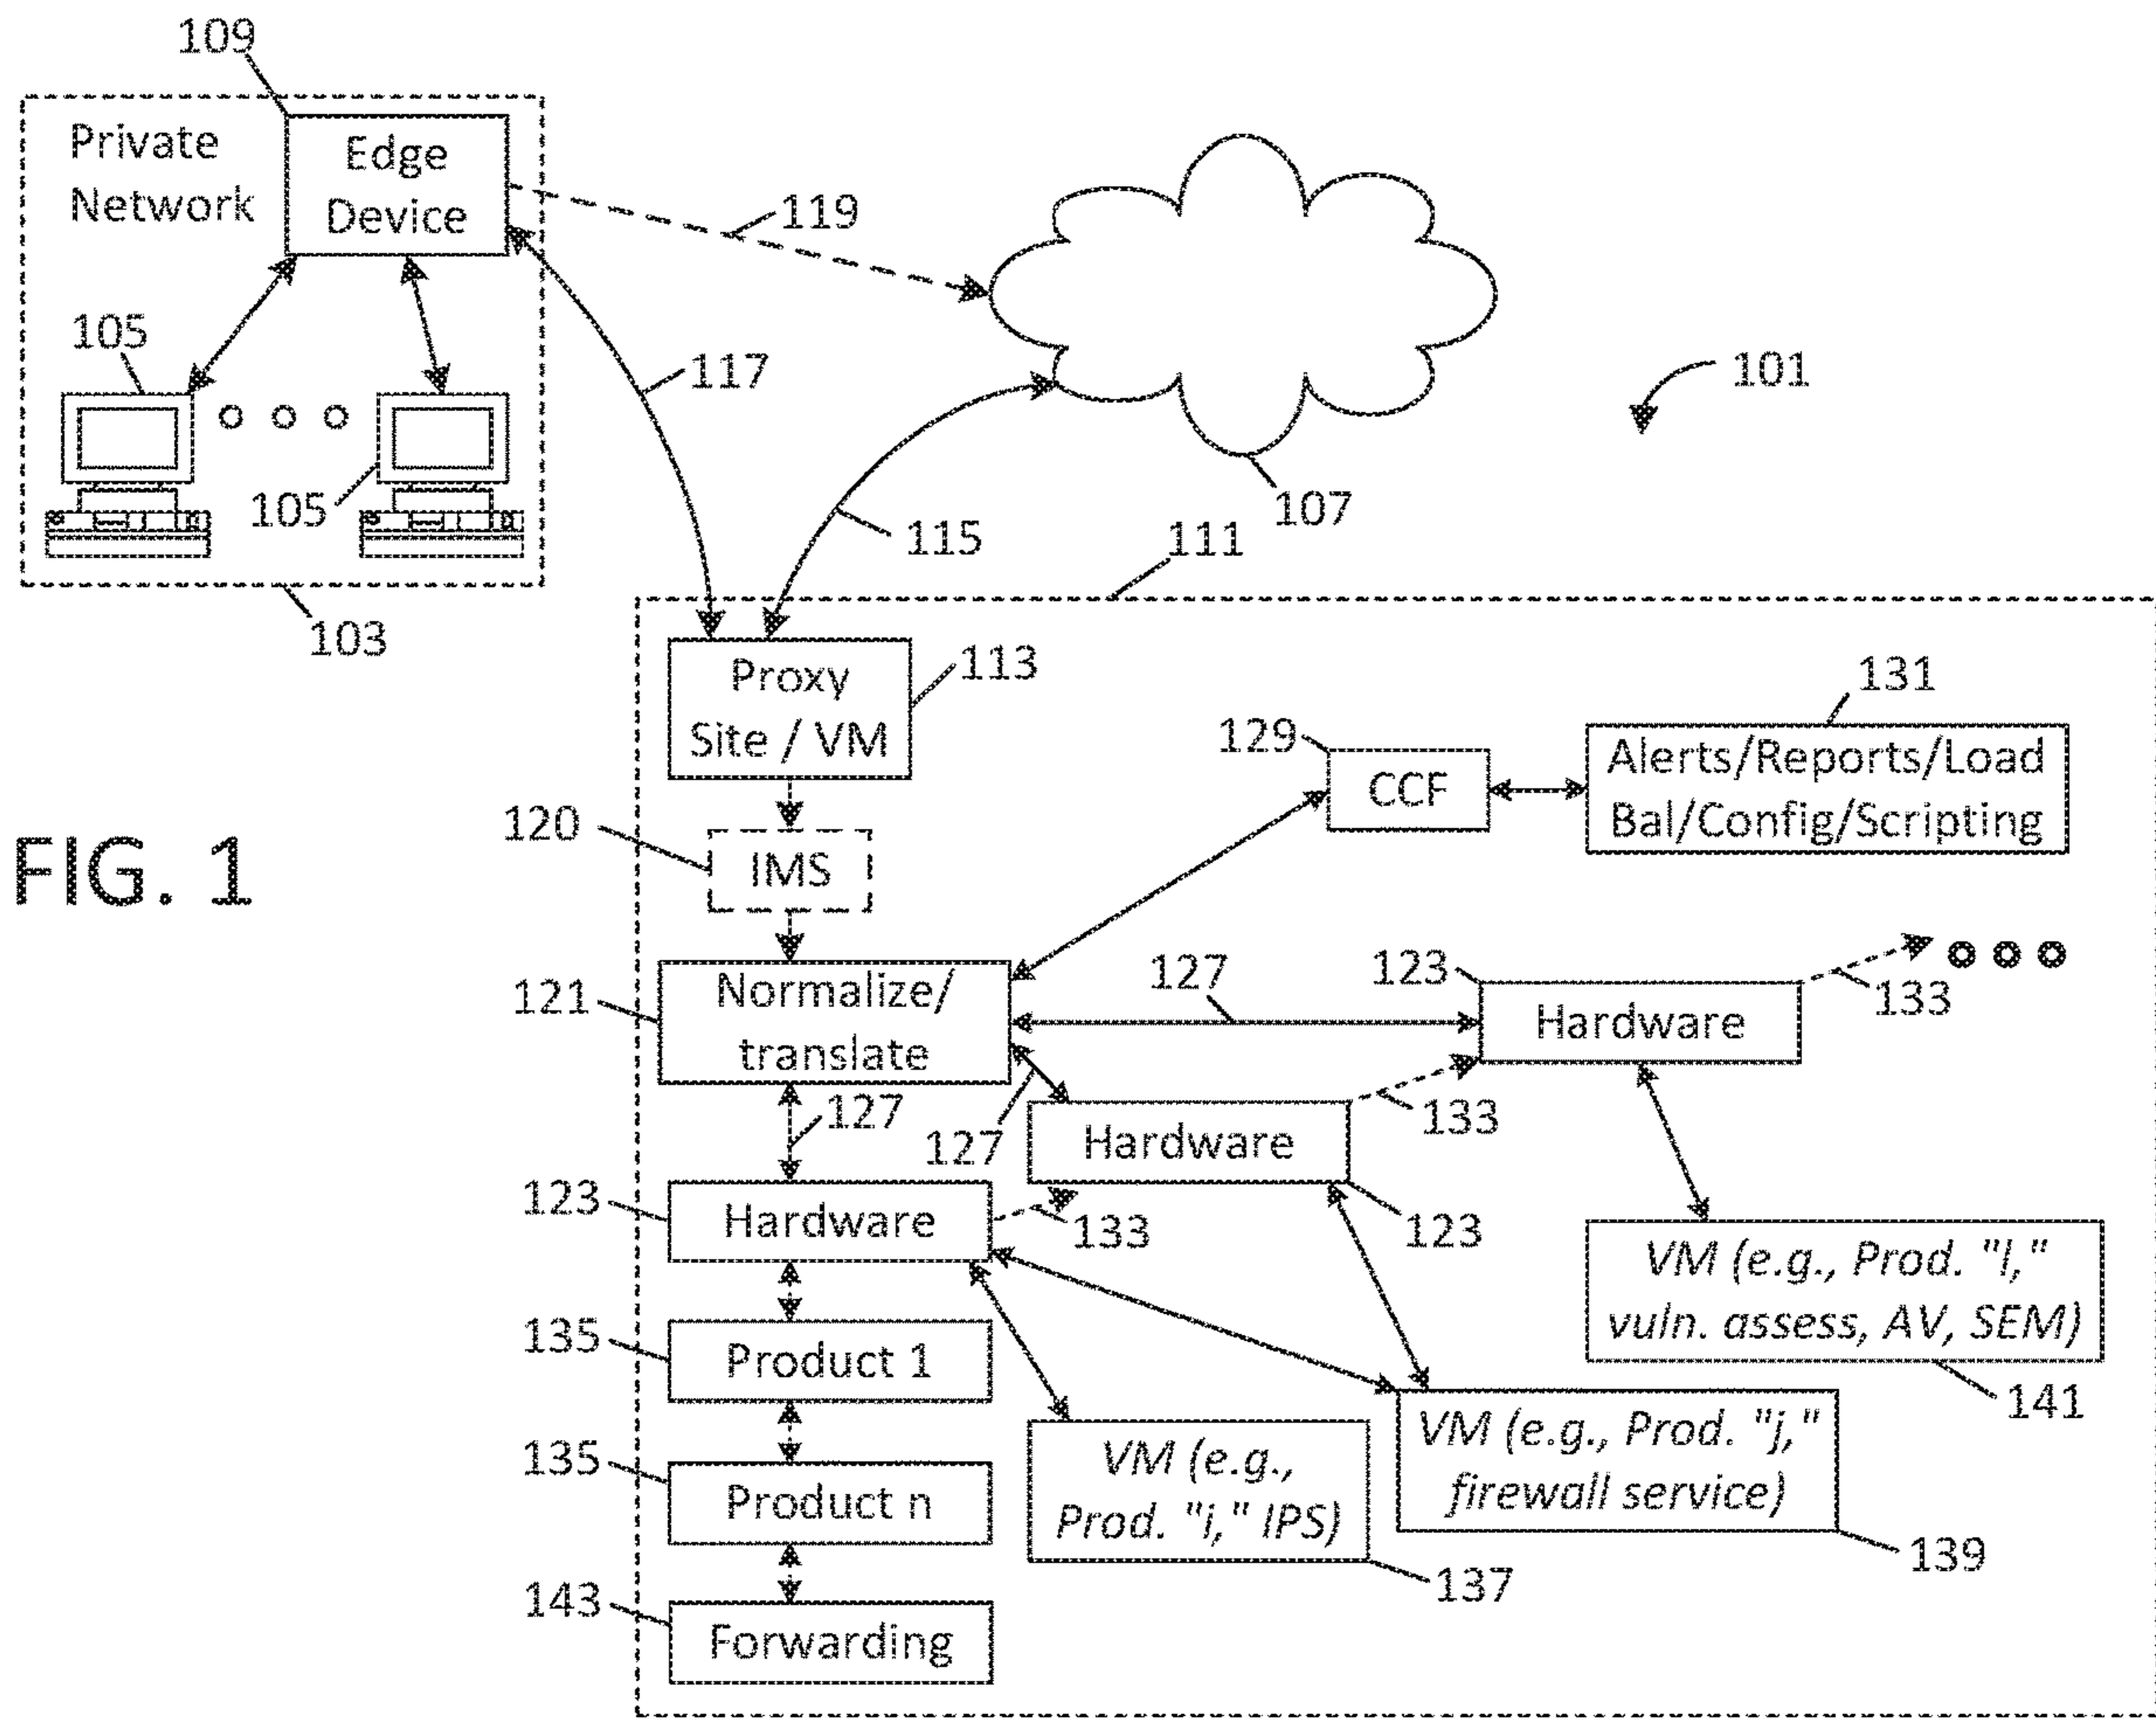 109
Private
Network
Edge
Device
119
105
117
101
105
115
107
111
103
Proxy
Site / VM
113
131
129
CCF
Alerts/Reports/Load
Bal/Config/Scripting
120
IMS
FIG. 1
121
Normalize/
translate
127
123
Hardware
133
127
127
Hardware
133
123
Hardware
133
123
VM (e.g., Prod. "l,"
vuln. assess, AV, SEM)
141
135
Product 1
VM (e.g., Prod. "j,"
firewall service)
139
135
Product n
VM (e.g.,
Prod. "i," IPS)
137
143
Forwarding